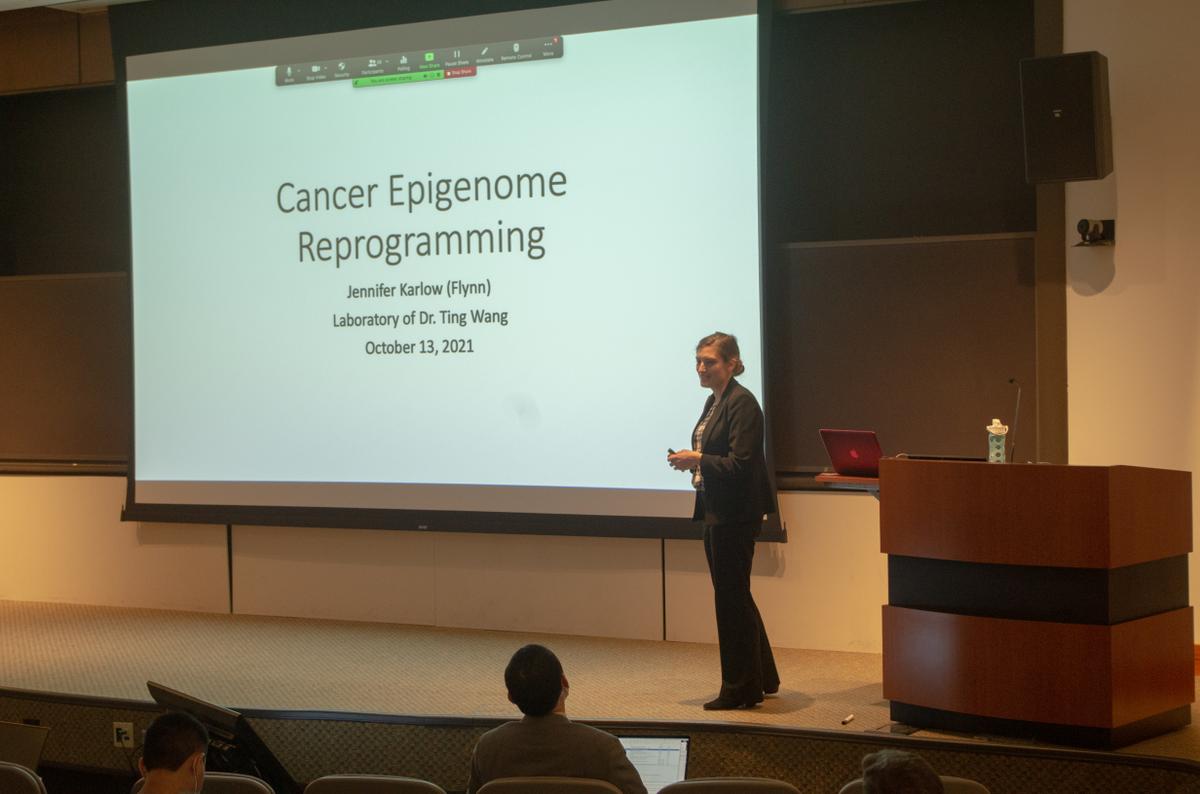 Mute Stop Video Security Participants Polling New Share Pause Share Annotate Remote Control More
You are screen sharing Stop Share
Cancer Epigenome
Reprogramming
Jennifer Karlow (Flynn)
Laboratory of Dr. Ting Wang
October 13, 2021